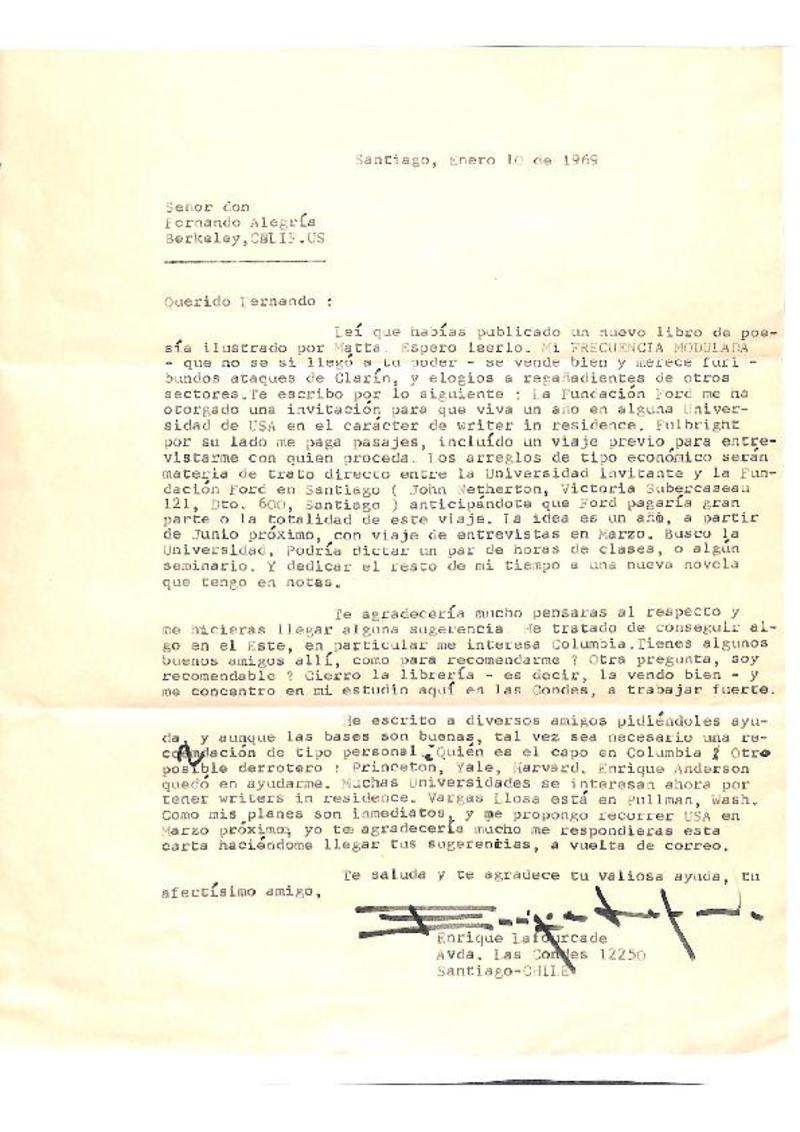 Santiago, Enero 10 de 1969
Señor don
Fernando Alegría
Berkeley,CALIF.US
Querido Fernando :
Leí que habías publicado un nuevo libro de poe-
sía ilustrado por Matta. Espero leerlo. Mi FRECUENCIA MODULADA
- que no se si llegó a tu poder - se vende bien y merece furi -
bundos ataques de Clarín, y elogios a regañadientes de otros
sectores.Te escribo por lo siguiente : La Fundación Ford me ha
otorgado una invitación para que viva un año en alguna Univer-
sidad de USA en el carácter de writer in residence. Fulbright
por su lado me paga pasajes, incluído un viaje previo para entre-
vistarme con quien proceda. Los arreglos de tipo económico serán
materia de trato directo entre la Universidad invitante y la Fun-
dación Ford en Santiago ( John Netherton, Victoria Subercaseau
121, Dto. 600, Santiago ) anticipándote que Ford pagaría gran
parte o la totalidad de este viaje. La idea es un año, a partir
de Junio próximo, con viaje de entrevistas en Marzo. Busco la
Universidad. Podría dictar un par de horas de clases, o algún
seminario. Y dedicar el resto de mi tiempo a una nueva novela
que tengo en notas.
Te agradecería mucho pensaras al respecto y
me hicieras llegar alguna sugerencia. He tratado de conseguir al-
go en el Este, en particular me interesa Columbia.Tienes algunos
buenos amigos allí, como para recomendarme ? Otra pregunta, soy
recomendable ? Cierro la librería - es decir, la vendo bien - y
me concentro en mi estudio aquí en las Condes, a trabajar fuerte.
He escrito a diversos amigos pidiéndoles ayu-
da, y aunque las bases son buenas, tal vez sea necesario una re-
comendación de tipo personal.¿Quién es el capo en Columbia ? Otro
posible derrotero : Princeton, Yale, Harvard. Enrique Anderson
quedó en ayudarme. Muchas Universidades se interesan ahora por
tener writers in residence. Vargas Llosa está en Pullman, Wash.
Como mis planes son inmediatos, y me propongo recorrer USA en
Marzo próximo, yo te agradecería mucho me respondieras esta
carta haciéndome llegar tus sugerencias, a vuelta de correo.
Te saluda y te agradece tu valiosa ayuda, tu
afectísimo amigo,
Enrique Lafourcade
Enrique Lafourcade
Avda. Las Condes 12250
Santiago-CHILE